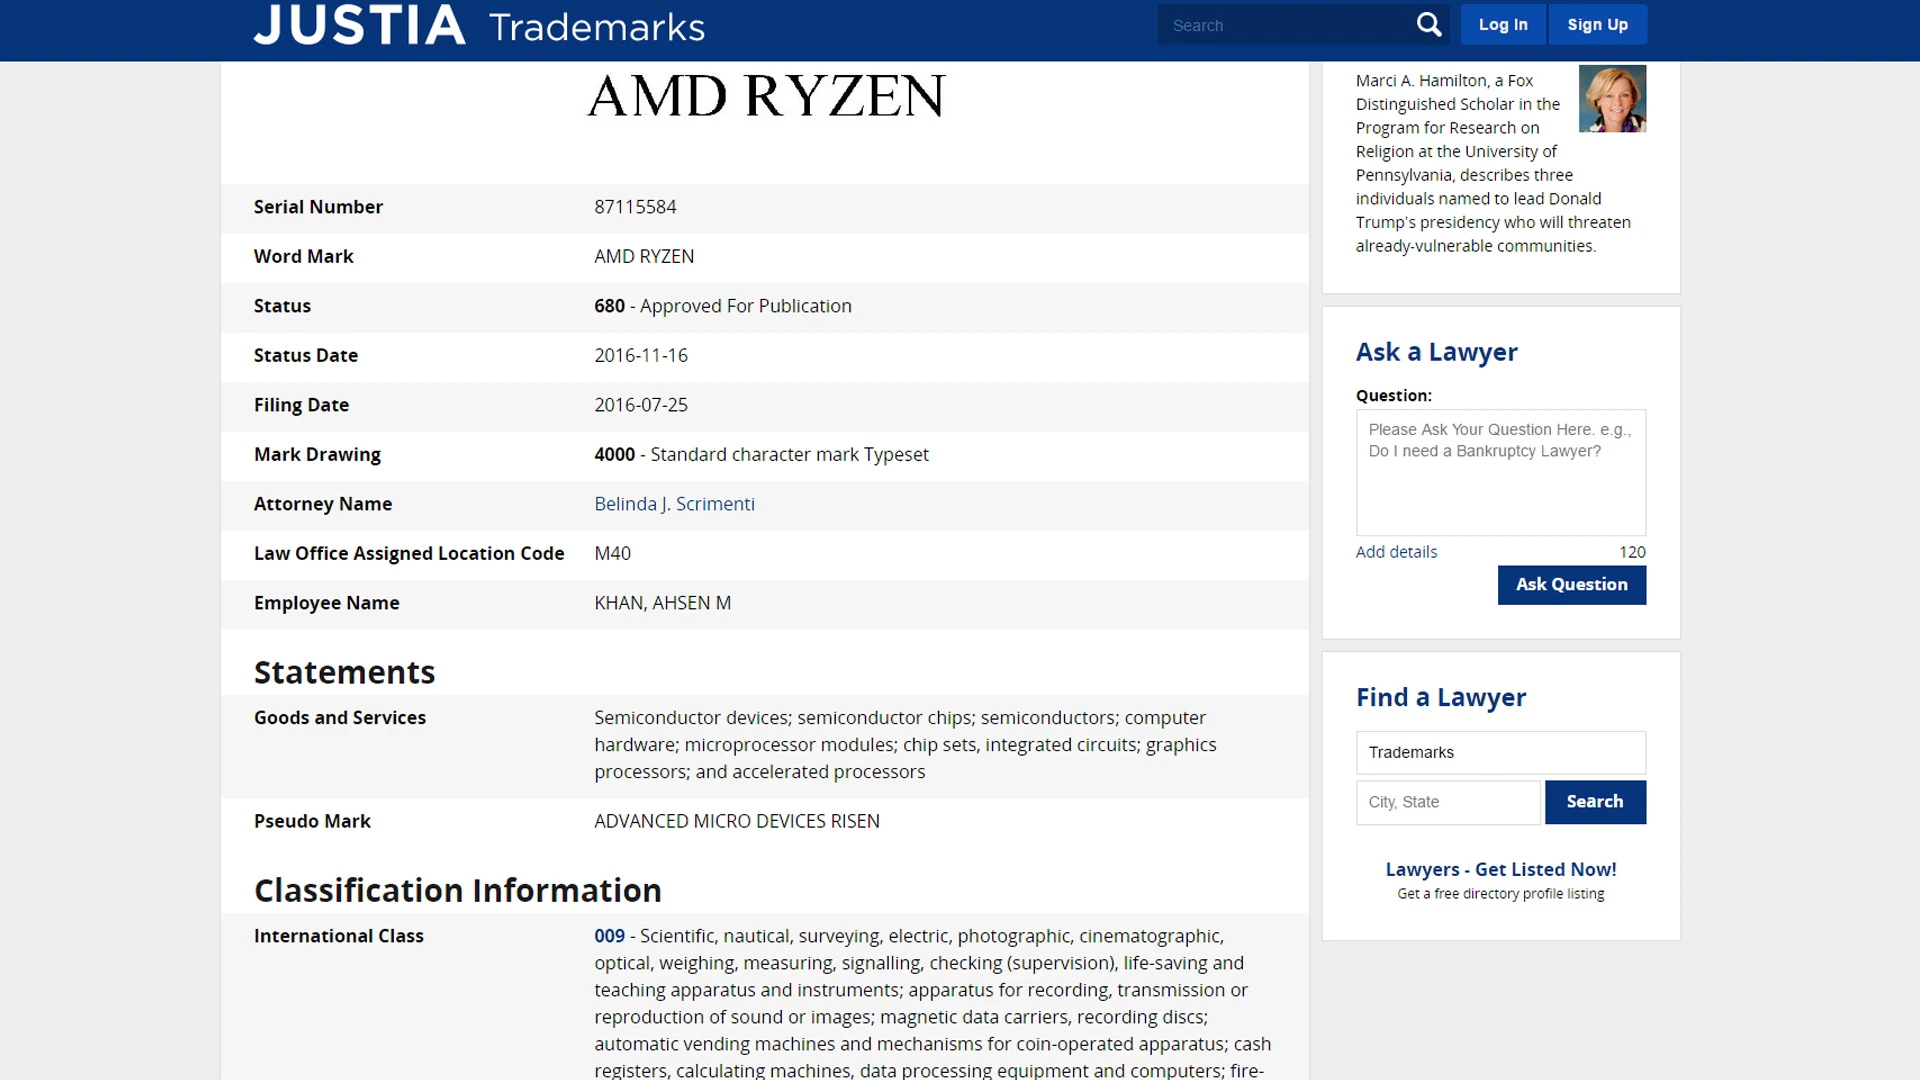 JUSTIA Trademarks
Search
Log In
Sign Up
AMD RYZEN
Serial Number 87115584
Word Mark AMD RYZEN
Status 680 - Approved For Publication
Status Date 2016-11-16
Filing Date 2016-07-25
Mark Drawing 4000 - Standard character mark Typeset
Attorney Name Belinda J. Scrimenti
Law Office Assigned Location Code M40
Employee Name KHAN, AHSEN M
Statements
Goods and Services Semiconductor devices; semiconductor chips; semiconductors; computer
hardware; microprocessor modules; chip sets, integrated circuits; graphics
processors; and accelerated processors
Pseudo Mark ADVANCED MICRO DEVICES RISEN
Classification Information
International Class 009 - Scientific, nautical, surveying, electric, photographic, cinematographic,
optical, weighing, measuring, signalling, checking (supervision), life-saving and
teaching apparatus and instruments; apparatus for recording, transmission or
reproduction of sound or images; magnetic data carriers, recording discs;
automatic vending machines and mechanisms for coin-operated apparatus; cash
registers, calculating machines, data processing equipment and computers; fire-
Marci A. Hamilton, a Fox
Distinguished Scholar in the
Program for Research on
Religion at the University of
Pennsylvania, describes three
individuals named to lead Donald
Trump's presidency who will threaten
already-vulnerable communities.
Ask a Lawyer
Question:
Please Ask Your Question Here. e.g.,
Do I need a Bankruptcy Lawyer?
Add details 120
Ask Question
Find a Lawyer
Trademarks
City, State
Search
Lawyers - Get Listed Now!
Get a free directory profile listing